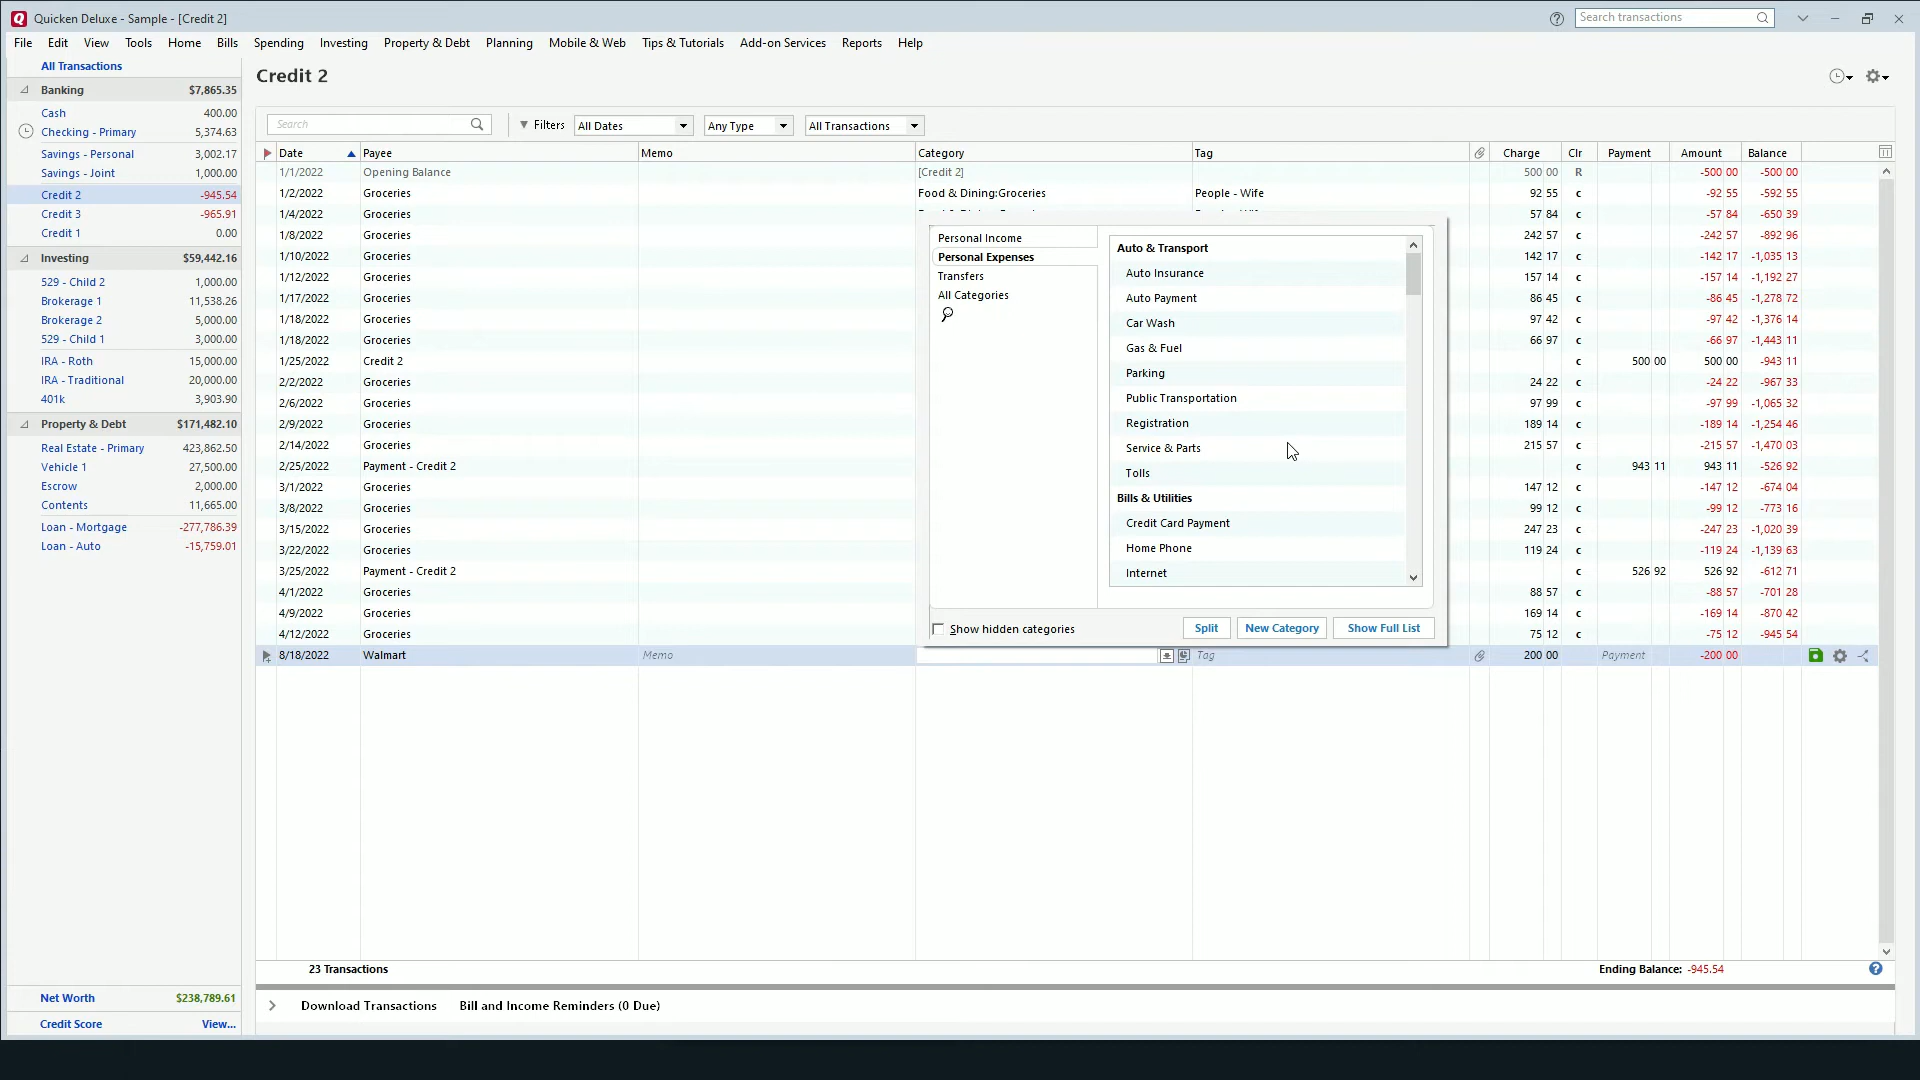 Quicken Deluxe - Sample - [Credit 2]
Search transactions
File Edit View Tools Home Bills Spending Investing Property & Debt Planning Mobile & Web Tips & Tutorials Add-on Services Reports Help
All Transactions
Banking $7,865.35
Cash 400.00
Checking - Primary 5,374.63
Savings - Personal 3,002.17
Savings - Joint 1,000.00
Credit 2 -945.54
Credit 3 -965.91
Credit 1 0.00
Investing $59,442.16
529 - Child 2 1,000.00
Brokerage 1 11,538.26
Brokerage 2 5,000.00
529 - Child 1 3,000.00
IRA - Roth 15,000.00
IRA - Traditional 20,000.00
401k 3,903.90
Property & Debt $171,482.10
Real Estate - Primary 423,862.50
Vehicle 1 27,500.00
Escrow 2,000.00
Contents 11,665.00
Loan - Mortgage -277,786.39
Loan - Auto -15,759.01
Net Worth $238,789.61
Credit Score View...
Credit 2
Search Filters All Dates Any Type All Transactions
Date Payee Memo Category Tag Charge Clr Payment Amount Balance
1/1/2022 Opening Balance [Credit 2] 500 00 R -500 00 -500 00
1/2/2022 Groceries Food & Dining:Groceries People - Wife 92 55 c -92 55 -592 55
1/4/2022 Groceries 57 84 c -57 84 -650 39
1/8/2022 Groceries 242 57 c -242 57 -892 96
1/10/2022 Groceries 142 17 c -142 17 -1,035 13
1/12/2022 Groceries 157 14 c -157 14 -1,192 27
1/17/2022 Groceries 86 45 c -86 45 -1,278 72
1/18/2022 Groceries 97 42 c -97 42 -1,376 14
1/18/2022 Groceries 66 97 c -66 97 -1,443 11
1/25/2022 Credit 2 c 500 00 500 00 -943 11
2/2/2022 Groceries 24 22 c -24 22 -967 33
2/6/2022 Groceries 97 99 c -97 99 -1,065 32
2/9/2022 Groceries 189 14 c -189 14 -1,254 46
2/14/2022 Groceries 215 57 c -215 57 -1,470 03
2/25/2022 Payment - Credit 2 c 943 11 943 11 -526 92
3/1/2022 Groceries 147 12 c -147 12 -674 04
3/8/2022 Groceries 99 12 c -99 12 -773 16
3/15/2022 Groceries 247 23 c -247 23 -1,020 39
3/22/2022 Groceries 119 24 c -119 24 -1,139 63
3/25/2022 Payment - Credit 2 c 526 92 526 92 -612 71
4/1/2022 Groceries 88 57 c -88 57 -701 28
4/9/2022 Groceries 169 14 c -169 14 -870 42
4/12/2022 Groceries 75 12 c -75 12 -945 54
8/18/2022 Walmart Memo Tag 200 00 Payment -200 00
Personal Income
Personal Expenses
Transfers
All Categories
Auto & Transport
Auto Insurance
Auto Payment
Car Wash
Gas & Fuel
Parking
Public Transportation
Registration
Service & Parts
Tolls
Bills & Utilities
Credit Card Payment
Home Phone
Internet
Show hidden categories Split New Category Show Full List
23 Transactions Ending Balance: -945.54
Download Transactions Bill and Income Reminders (0 Due)